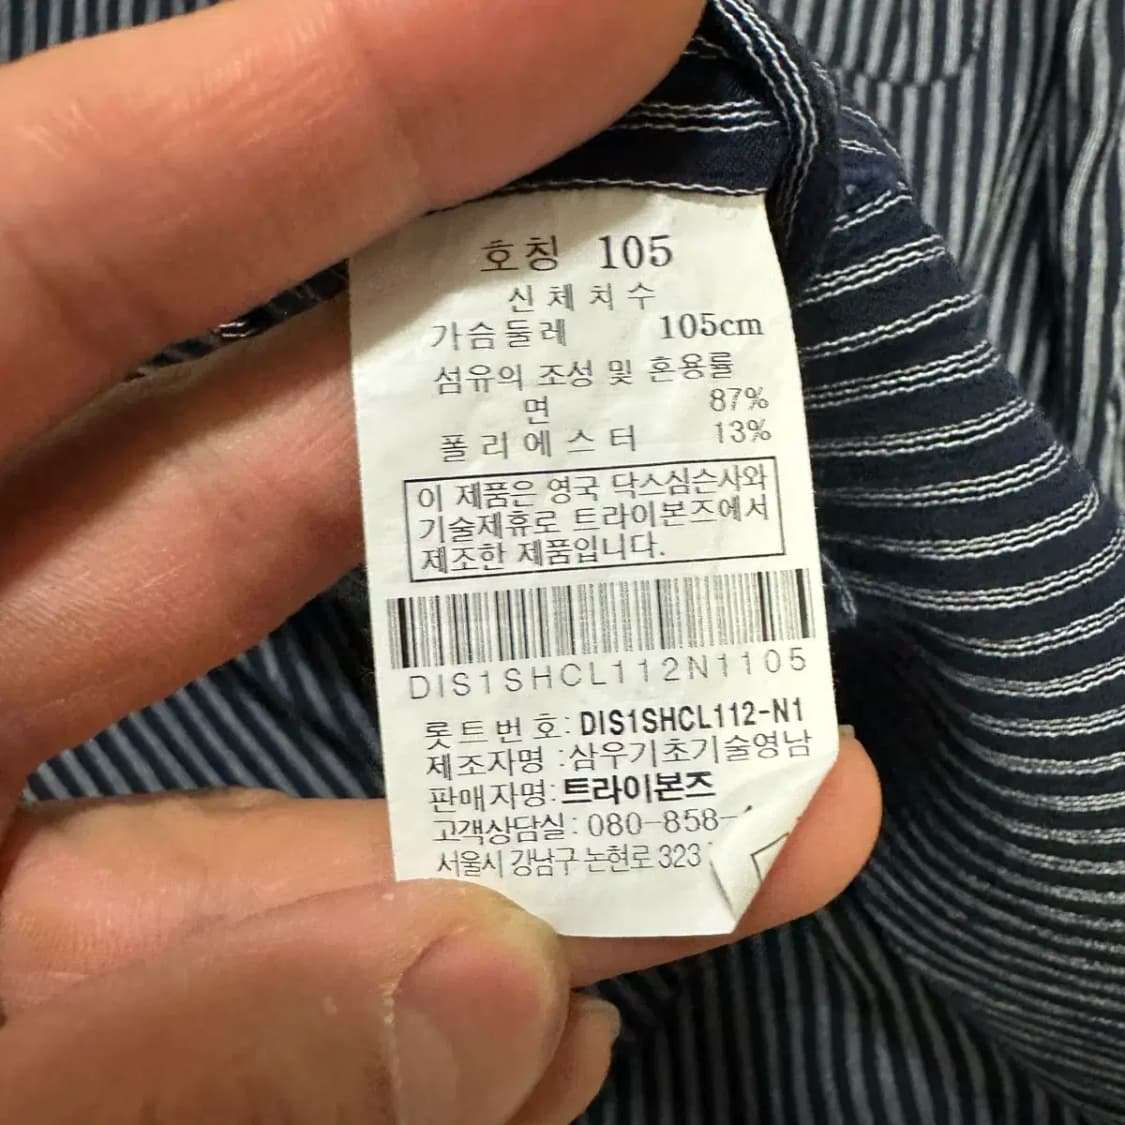 호칭 105
신체치수
가슴둘레 105cm
섬유의 조성 및 혼용률
면 87%
폴리에스터 13%
이 제품은 영국 닥스심슨사와
기술제휴로 트라이본즈에서
제조한 제품입니다.
DIS1SHCL112N1105
롯트번호: DIS1SHCL112-N1
제조자명 :삼우기초기술영남
판매자명:트라이본즈
고객상담실: 080-858-
서울시 강남구 논현로 323